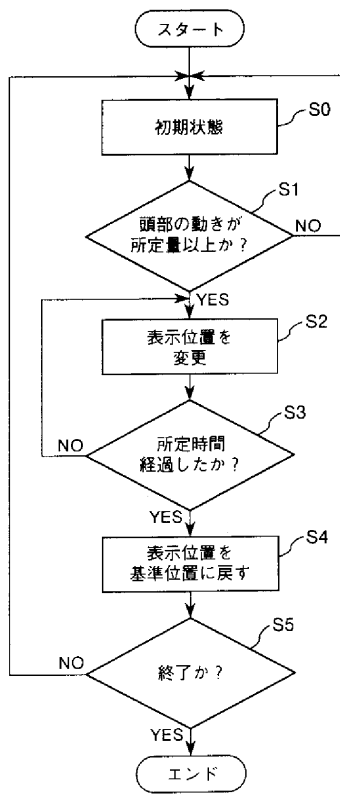 スタート
S0
初期状態
S1
頭部の動きが
所定量以上か？
NO
YES
S2
表示位置を
変更
S3
所定時間
経過したか？
NO
YES
S4
表示位置を
基準位置に戻す
S5
終了か？
NO
YES
エンド